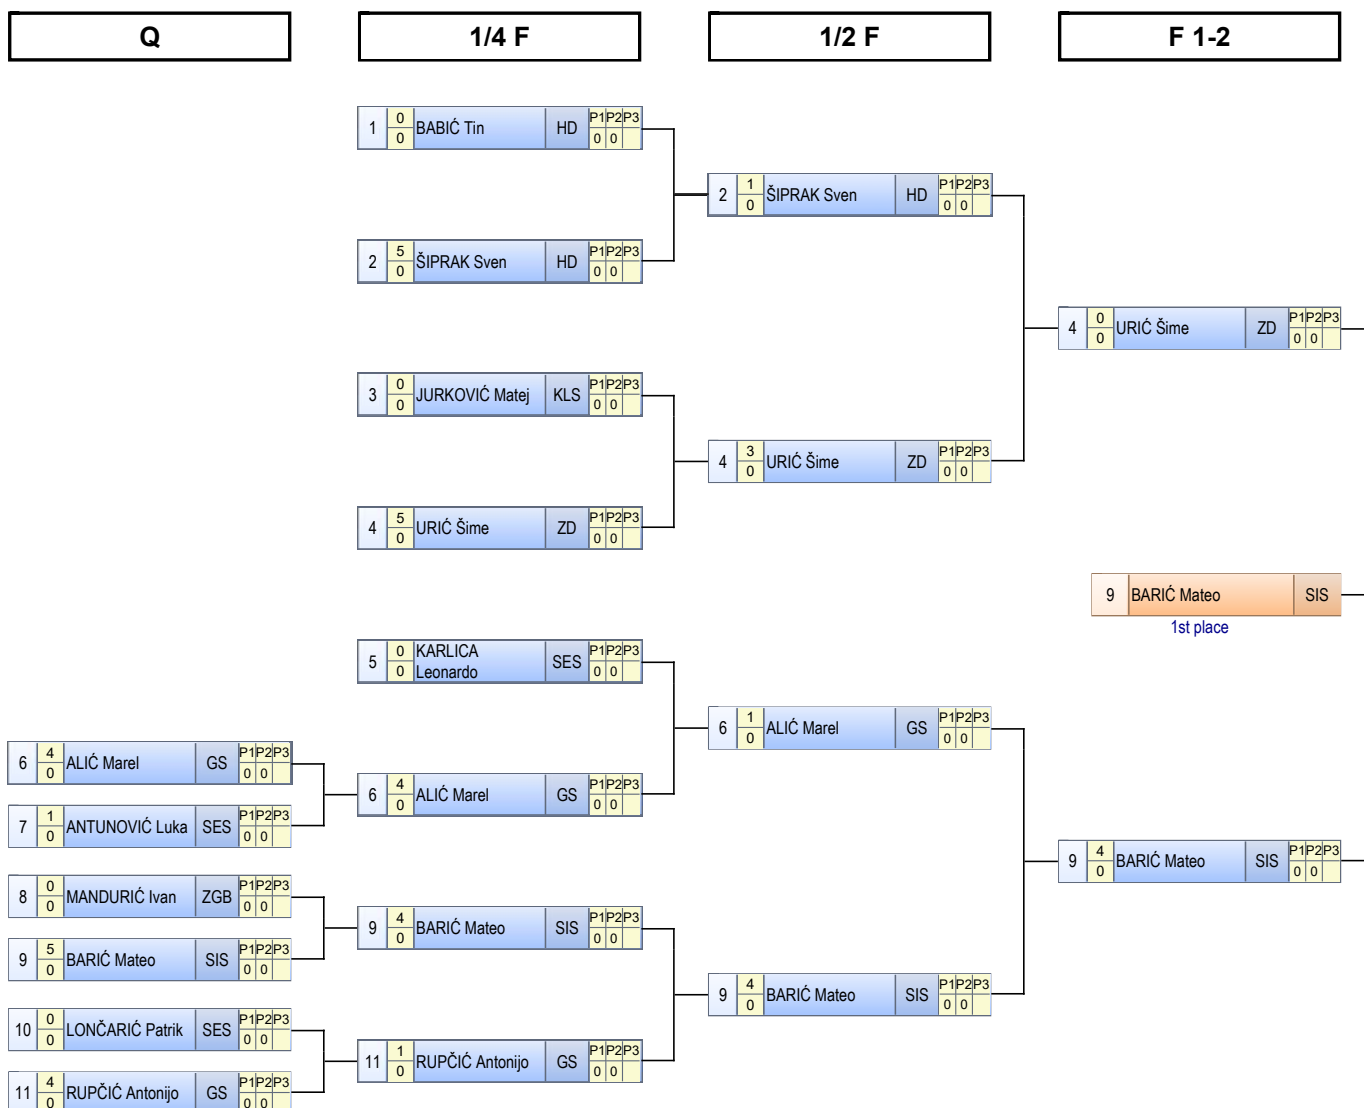 Q 1/4 F 1/2 F F 1-2
1 0 BABIĆ Tin HD P1 P2 P3
0 0 0
2 1 ŠIPRAK Sven HD P1 P2 P3
0 0 0
2 5 ŠIPRAK Sven HD P1 P2 P3
0 0 0
4 0 URIĆ Šime ZD P1 P2 P3
0 0 0
3 0 JURKOVIĆ Matej KLS P1 P2 P3
0 0 0
4 3 URIĆ Šime ZD P1 P2 P3
0 0 0
4 5 URIĆ Šime ZD P1 P2 P3
0 0 0
9 BARIĆ Mateo SIS
1st place
5 0 KARLICA SES P1 P2 P3
0 Leonardo 0 0
6 1 ALIĆ Marel GS P1 P2 P3
0 0 0
6 4 ALIĆ Marel GS P1 P2 P3
0 0 0
6 4 ALIĆ Marel GS P1 P2 P3
0 0 0
7 1 ANTUNOVIĆ Luka SES P1 P2 P3
0 0 0
9 4 BARIĆ Mateo SIS P1 P2 P3
0 0 0
8 0 MANDURIĆ Ivan ZGB P1 P2 P3
0 0 0
9 4 BARIĆ Mateo SIS P1 P2 P3
0 0 0
9 5 BARIĆ Mateo SIS P1 P2 P3
0 0 0
9 4 BARIĆ Mateo SIS P1 P2 P3
0 0 0
10 0 LONČARIĆ Patrik SES P1 P2 P3
0 0 0
11 1 RUPČIĆ Antonijo GS P1 P2 P3
0 0 0
11 4 RUPČIĆ Antonijo GS P1 P2 P3
0 0 0